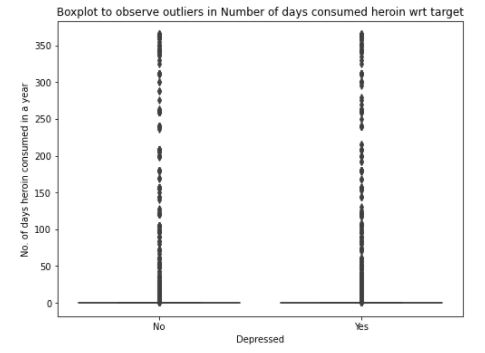 Boxplot to observe outliers in Number of days consumed heroin wrt target
No. of days heroin consumed in a year
350
300
250
200
150
100
50
0
No
Yes
Depressed